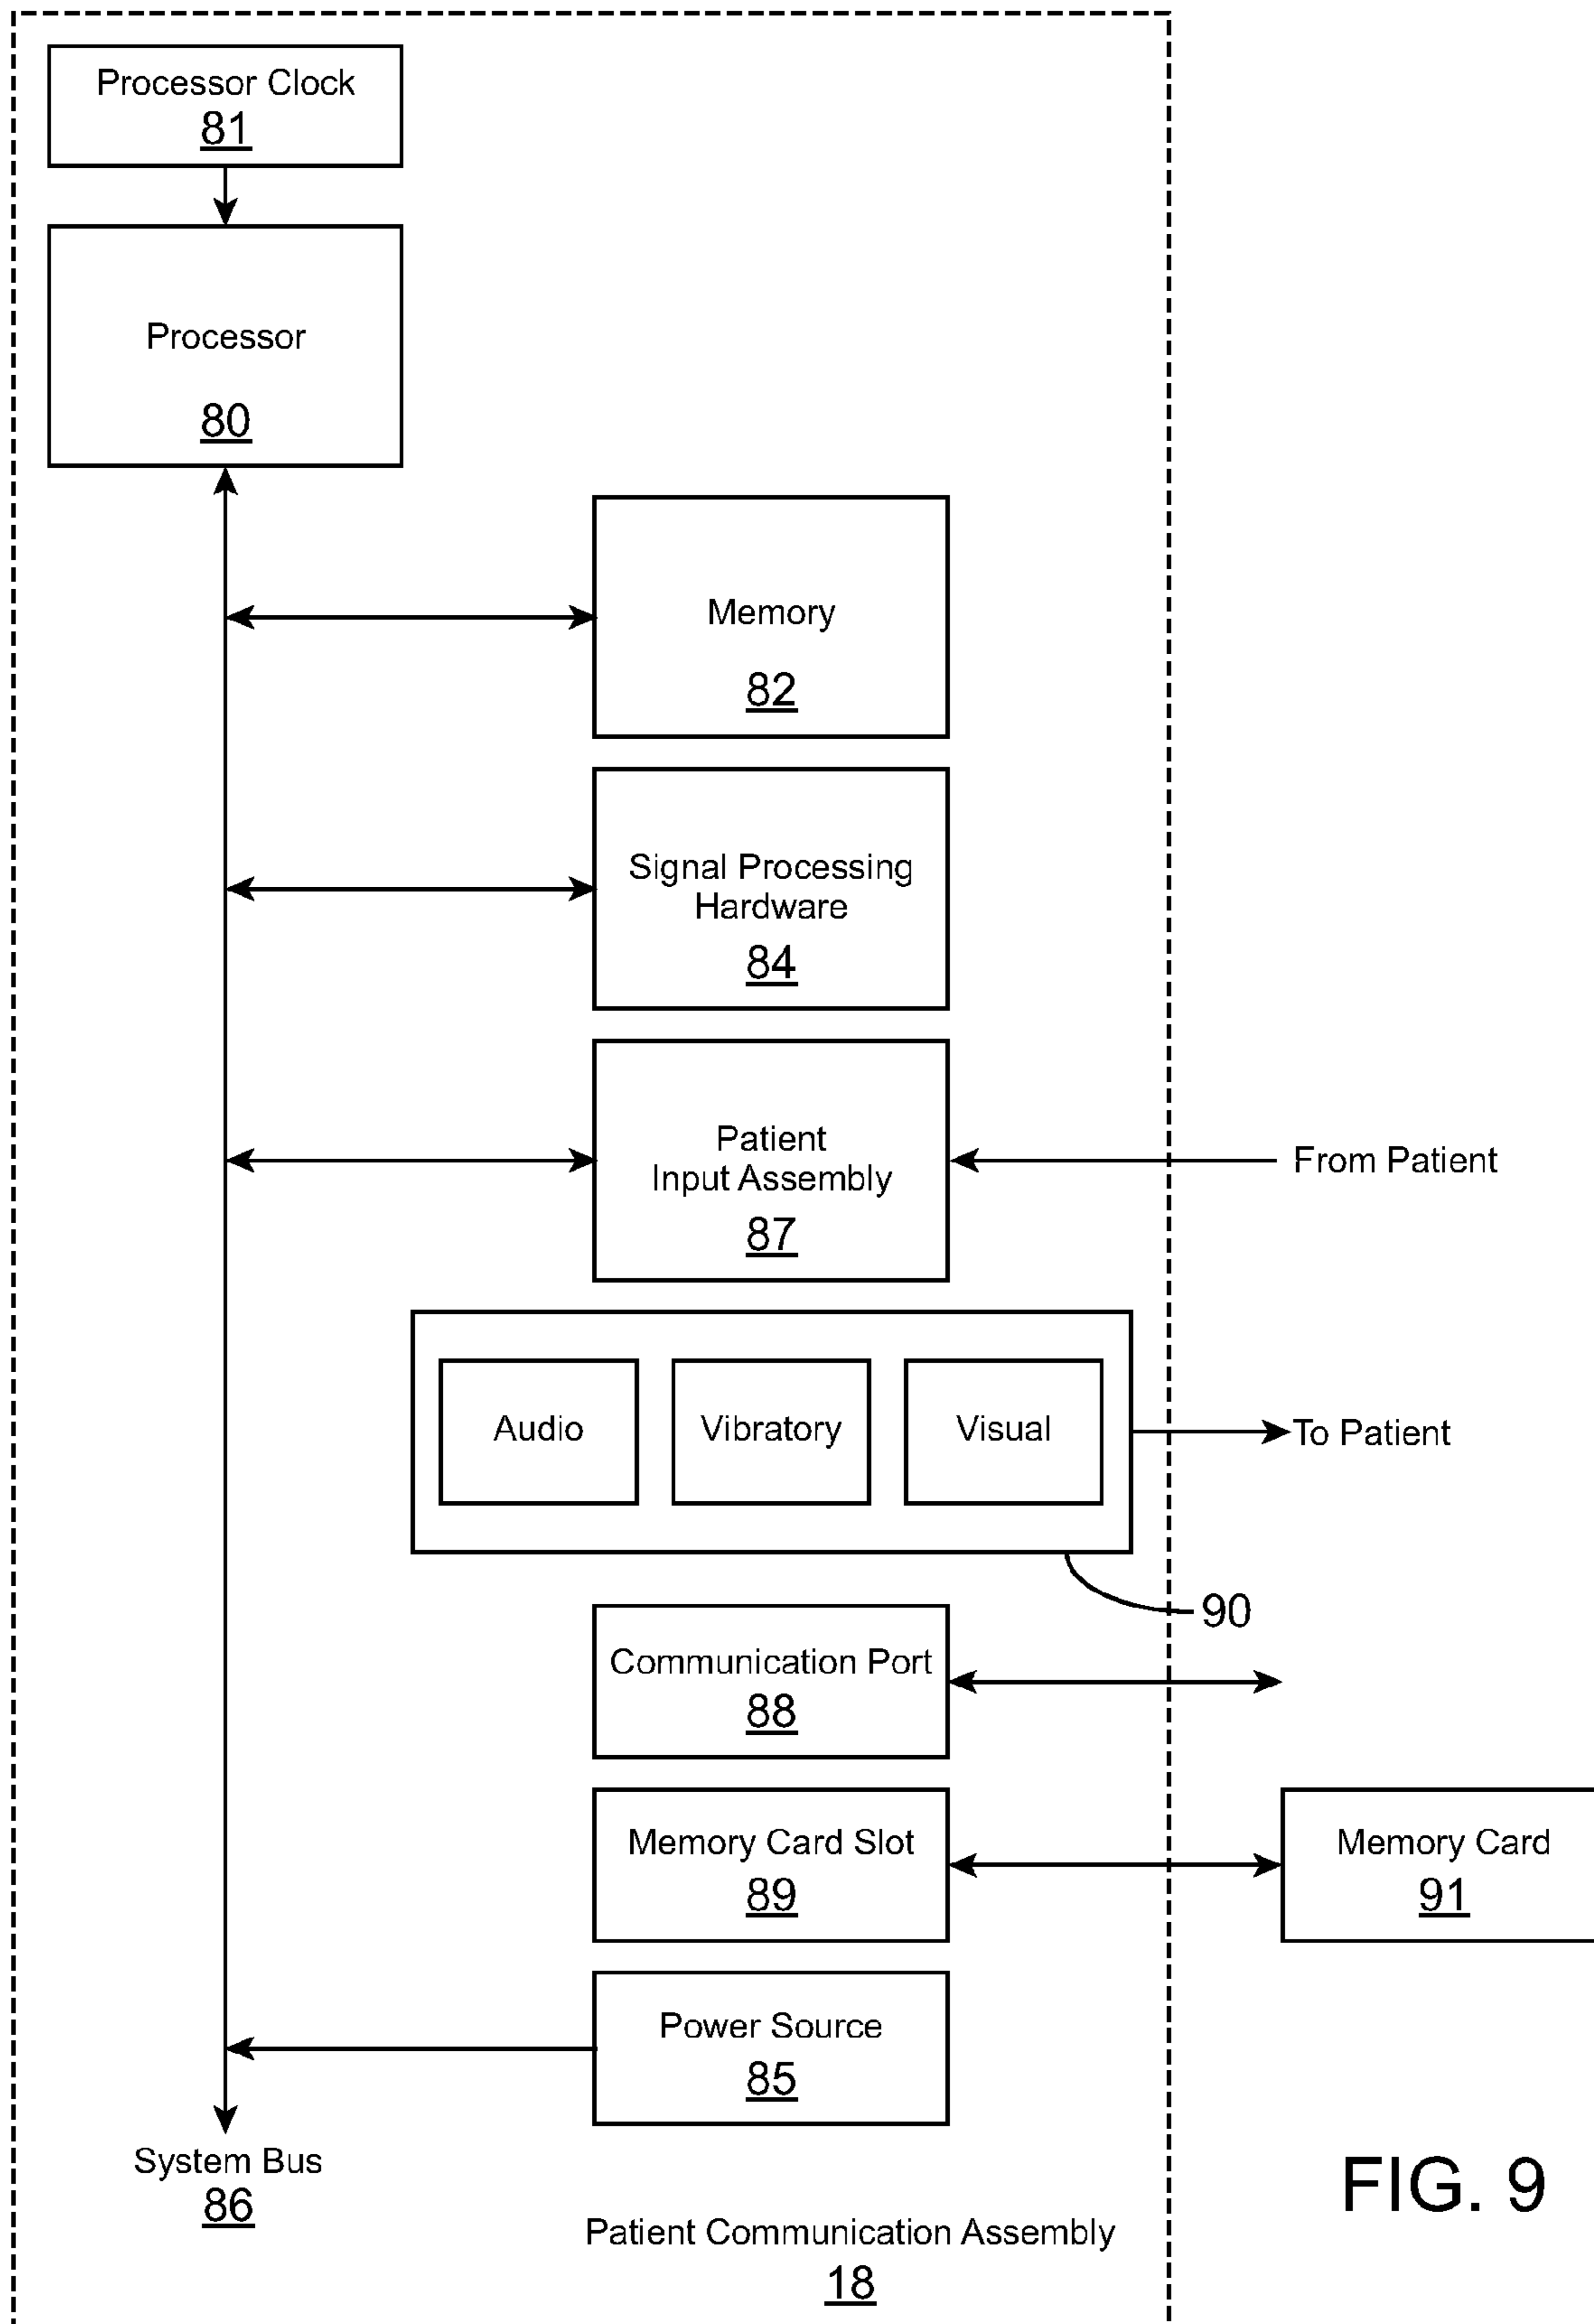 Processor Clock
81
Processor
80
Memory
82
Signal Processing
Hardware
84
Patient
Input Assembly
87
From Patient
Audio
Vibratory
Visual
To Patient
90
Communication Port
88
Memory Card Slot
89
Memory Card
91
Power Source
85
System Bus
86
FIG. 9
Patient Communication Assembly
18